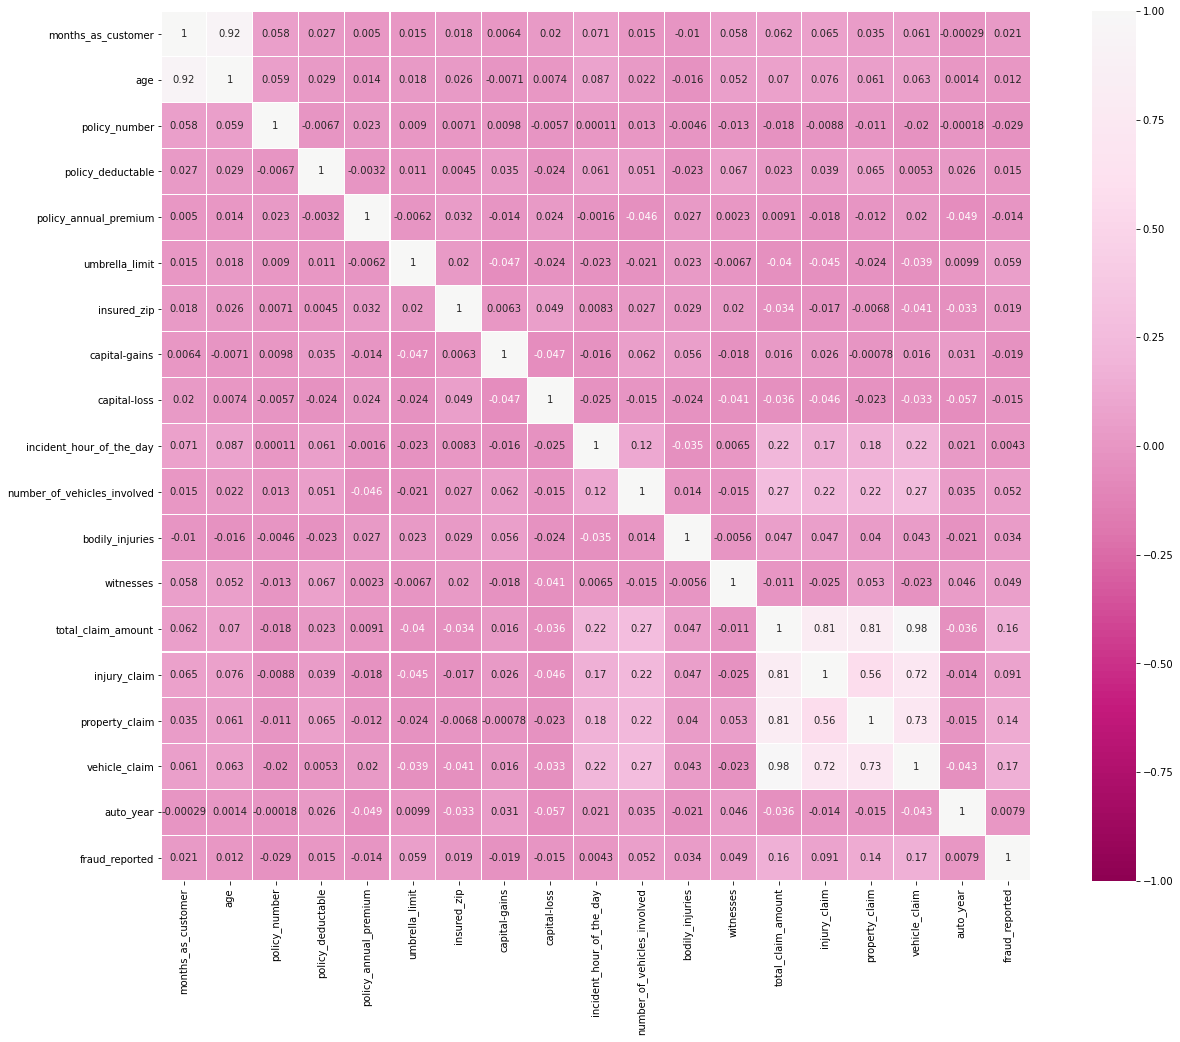 months_as_customer 1 0.92 0.058 0.027 0.005 0.015 0.018 0.0064 0.02 0.071 0.015 -0.01 0.058 0.062 0.065 0.035 0.061 -0.00029 0.021
age 0.92 1 0.059 0.029 0.014 0.018 0.026 -0.0071 0.0074 0.087 0.022 -0.016 0.052 0.07 0.076 0.061 0.063 0.0014 0.012
policy_number 0.058 0.059 1 -0.0067 0.023 0.009 0.0071 0.0098 -0.0057 0.00011 0.013 -0.0046 -0.013 -0.018 -0.0088 -0.011 -0.02 -0.00018 -0.029
policy_deductable 0.027 0.029 -0.0067 1 -0.0032 0.011 0.0045 0.035 -0.024 0.061 0.051 -0.023 0.067 0.023 0.039 0.065 0.0053 0.026 0.015
policy_annual_premium 0.005 0.014 0.023 -0.0032 1 -0.0062 0.032 -0.014 0.024 -0.0016 -0.046 0.027 0.0023 0.0091 -0.018 -0.012 0.02 -0.049 -0.014
umbrella_limit 0.015 0.018 0.009 0.011 -0.0062 1 0.02 -0.047 -0.024 -0.023 -0.021 0.023 -0.0067 -0.04 -0.045 -0.024 -0.039 0.0099 0.059
insured_zip 0.018 0.026 0.0071 0.0045 0.032 0.02 1 0.0063 0.049 0.0083 0.027 0.029 0.02 -0.034 -0.017 -0.0068 -0.041 -0.033 0.019
capital-gains 0.0064 -0.0071 0.0098 0.035 -0.014 -0.047 0.0063 1 -0.047 -0.016 0.062 0.056 -0.018 0.016 0.026 -0.00078 0.016 0.031 -0.019
capital-loss 0.02 0.0074 -0.0057 -0.024 0.024 -0.024 0.049 -0.047 1 -0.025 -0.015 -0.024 -0.041 -0.036 -0.046 -0.023 -0.033 -0.057 -0.015
incident_hour_of_the_day 0.071 0.087 0.00011 0.061 -0.0016 -0.023 0.0083 -0.016 -0.025 1 0.12 -0.035 0.0065 0.22 0.17 0.18 0.22 0.021 0.0043
number_of_vehicles_involved 0.015 0.022 0.013 0.051 -0.046 -0.021 0.027 0.062 -0.015 0.12 1 0.014 -0.015 0.27 0.22 0.22 0.27 0.035 0.052
bodily_injuries -0.01 -0.016 -0.0046 -0.023 0.027 0.023 0.029 0.056 -0.024 -0.035 0.014 1 -0.0056 0.047 0.047 0.04 0.043 -0.021 0.034
witnesses 0.058 0.052 -0.013 0.067 0.0023 -0.0067 0.02 -0.018 -0.041 0.0065 -0.015 -0.0056 1 -0.011 -0.025 0.053 -0.023 0.046 0.049
total_claim_amount 0.062 0.07 -0.018 0.023 0.0091 -0.04 -0.034 0.016 -0.036 0.22 0.27 0.047 -0.011 1 0.81 0.81 0.98 -0.036 0.16
injury_claim 0.065 0.076 -0.0088 0.039 -0.018 -0.045 -0.017 0.026 -0.046 0.17 0.22 0.047 -0.025 0.81 1 0.56 0.72 -0.014 0.091
property_claim 0.035 0.061 -0.011 0.065 -0.012 -0.024 -0.0068 -0.00078 -0.023 0.18 0.22 0.04 0.053 0.81 0.56 1 0.73 -0.015 0.14
vehicle_claim 0.061 0.063 -0.02 0.0053 0.02 -0.039 -0.041 0.016 -0.033 0.22 0.27 0.043 -0.023 0.98 0.72 0.73 1 -0.043 0.17
auto_year -0.00029 0.0014 -0.00018 0.026 -0.049 0.0099 -0.033 0.031 -0.057 0.021 0.035 -0.021 0.046 -0.036 -0.014 -0.015 -0.043 1 0.0079
fraud_reported 0.021 0.012 -0.029 0.015 -0.014 0.059 0.019 -0.019 -0.015 0.0043 0.052 0.034 0.049 0.16 0.091 0.14 0.17 0.0079 1
months_as_customer
age
policy_number
policy_deductable
policy_annual_premium
umbrella_limit
insured_zip
capital-gains
capital-loss
incident_hour_of_the_day
number_of_vehicles_involved
bodily_injuries
witnesses
total_claim_amount
injury_claim
property_claim
vehicle_claim
auto_year
fraud_reported
1.00
0.75
0.50
0.25
0.00
-0.25
-0.50
-0.75
-1.00